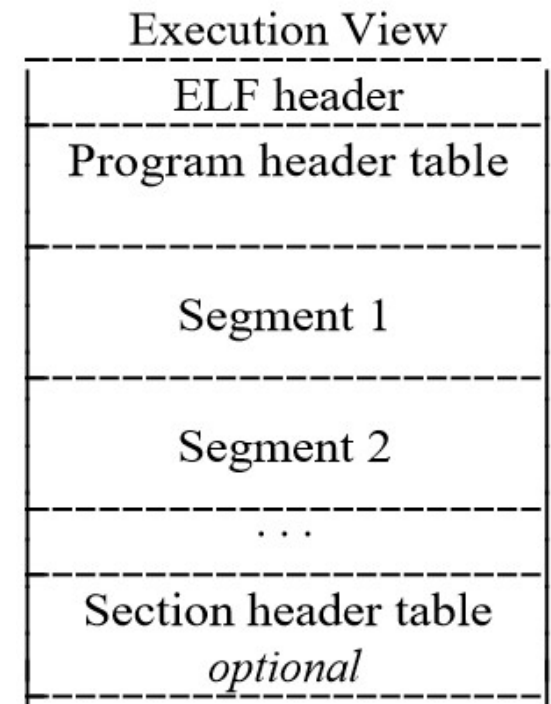 Execution View
ELF header
Program header table
Segment 1
Segment 2
. . .
Section header table
optional